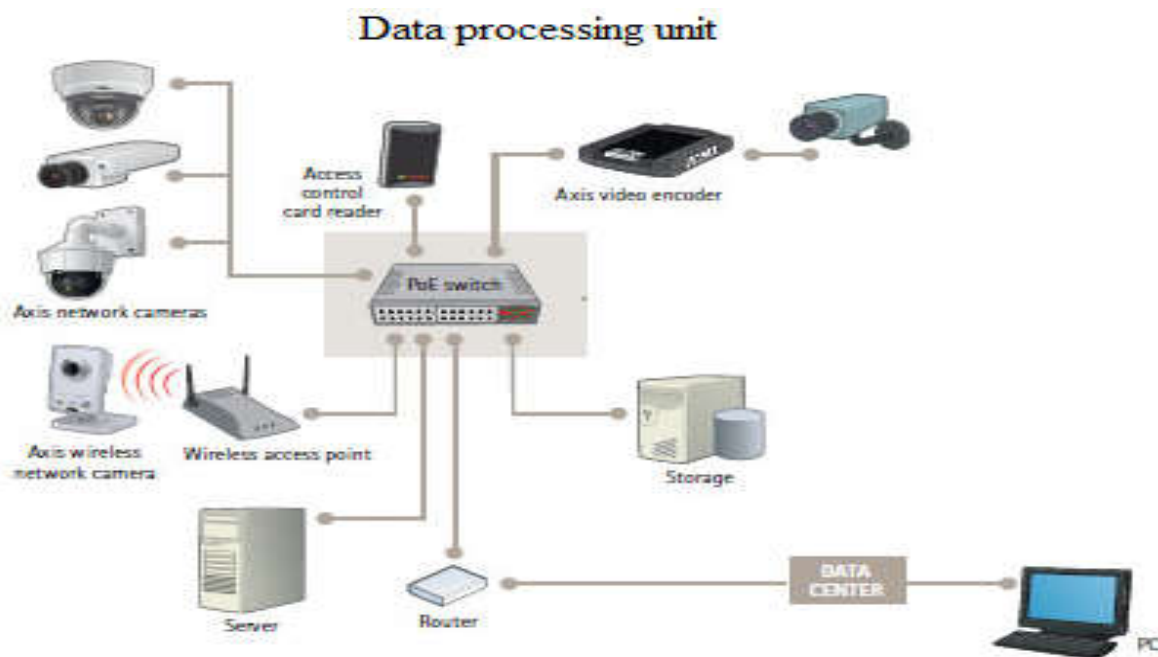 Data processing unit
Access
control
card reader
Axis video encoder
PoE switch
Axis network cameras
Axis wireless
network camera
Wireless access point
Storage
Server
Router
DATA
CENTER
PC